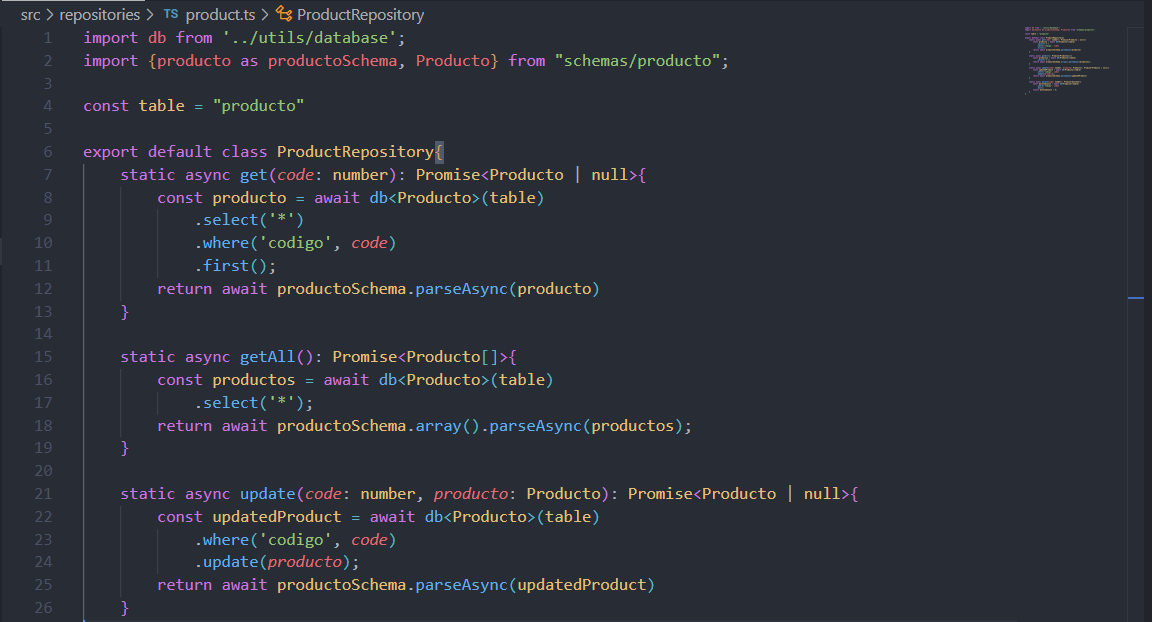 src > repositories > TS product.ts > ProductRepository
1 import db from '../utils/database';
2 import {producto as productoSchema, Producto} from "schemas/producto";
3
4 const table = "producto"
5
6 export default class ProductRepository{
7 static async get(code: number): Promise<Producto | null>{
8 const producto = await db<Producto>(table)
9 .select('*')
10 .where('codigo', code)
11 .first();
12 return await productoSchema.parseAsync(producto)
13 }
14
15 static async getAll(): Promise<Producto[]>{
16 const productos = await db<Producto>(table)
17 .select('*');
18 return await productoSchema.array().parseAsync(productos);
19 }
20
21 static async update(code: number, producto: Producto): Promise<Producto | null>{
22 const updatedProduct = await db<Producto>(table)
23 .where('codigo', code)
24 .update(producto);
25 return await productoSchema.parseAsync(updatedProduct)
26 }